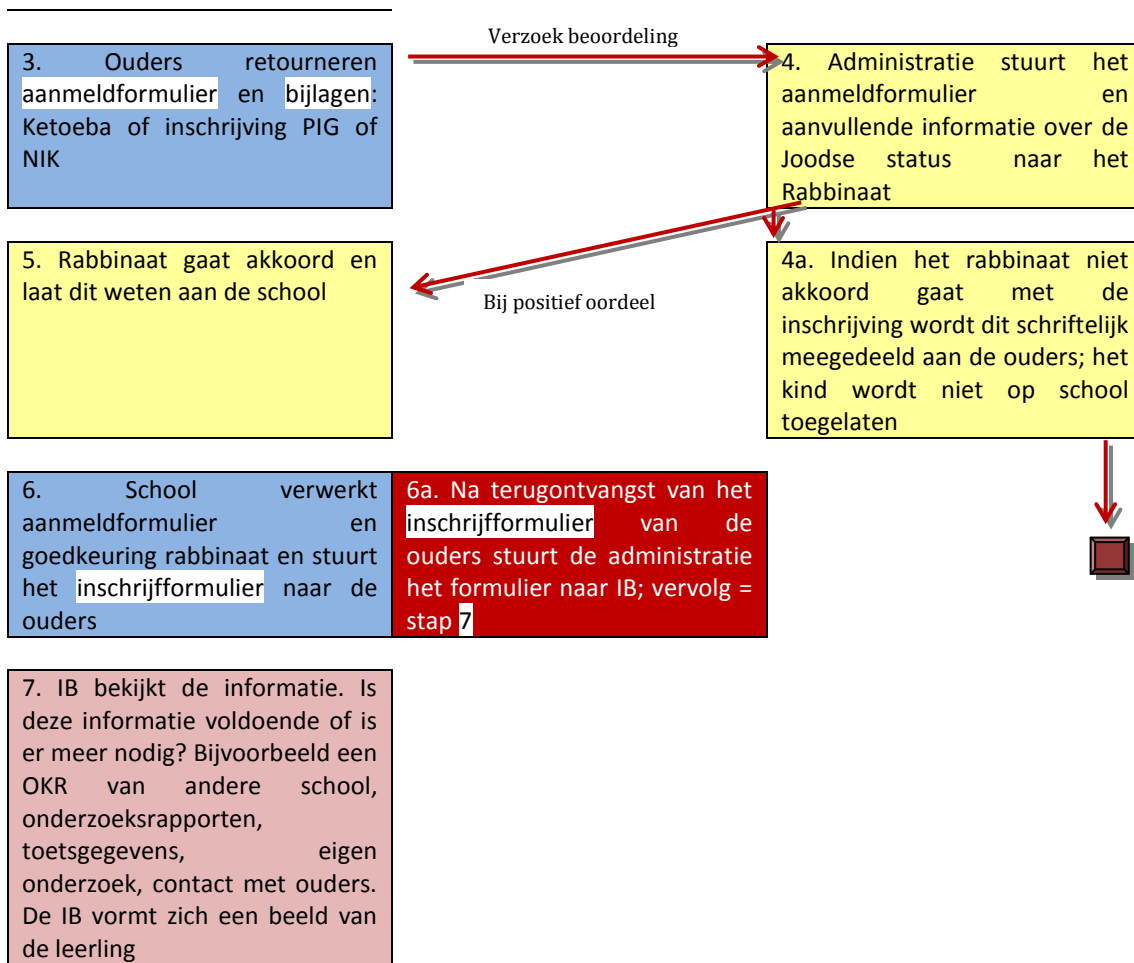 Verzoek beoordeling
3. Ouders retourneren
aanmeldformulier en bijlagen:
Ketoeba of inschrijving PIG of
NIK
4. Administratie stuurt het
aanmeldformulier en
aanvullende informatie over de
Joodse status naar het
Rabbinaat
5. Rabbinaat gaat akkoord en
laat dit weten aan de school
Bij positief oordeel
4a. Indien het rabbinaat niet
akkoord gaat met de
inschrijving wordt dit schriftelijk
meegedeeld aan de ouders; het
kind wordt niet op school
toegelaten
6. School verwerkt
aanmeldformulier en
goedkeuring rabbinaat en stuurt
het inschrijfformulier naar de
ouders
6a. Na terugontvangst van het
inschrijfformulier van de
ouders stuurt de administratie
het formulier naar IB; vervolg =
stap 7
7. IB bekijkt de informatie. Is
deze informatie voldoende of is
er meer nodig? Bijvoorbeeld een
OKR van andere school,
onderzoeksrapporten,
toetsgegevens, eigen
onderzoek, contact met ouders.
De IB vormt zich een beeld van
de leerling